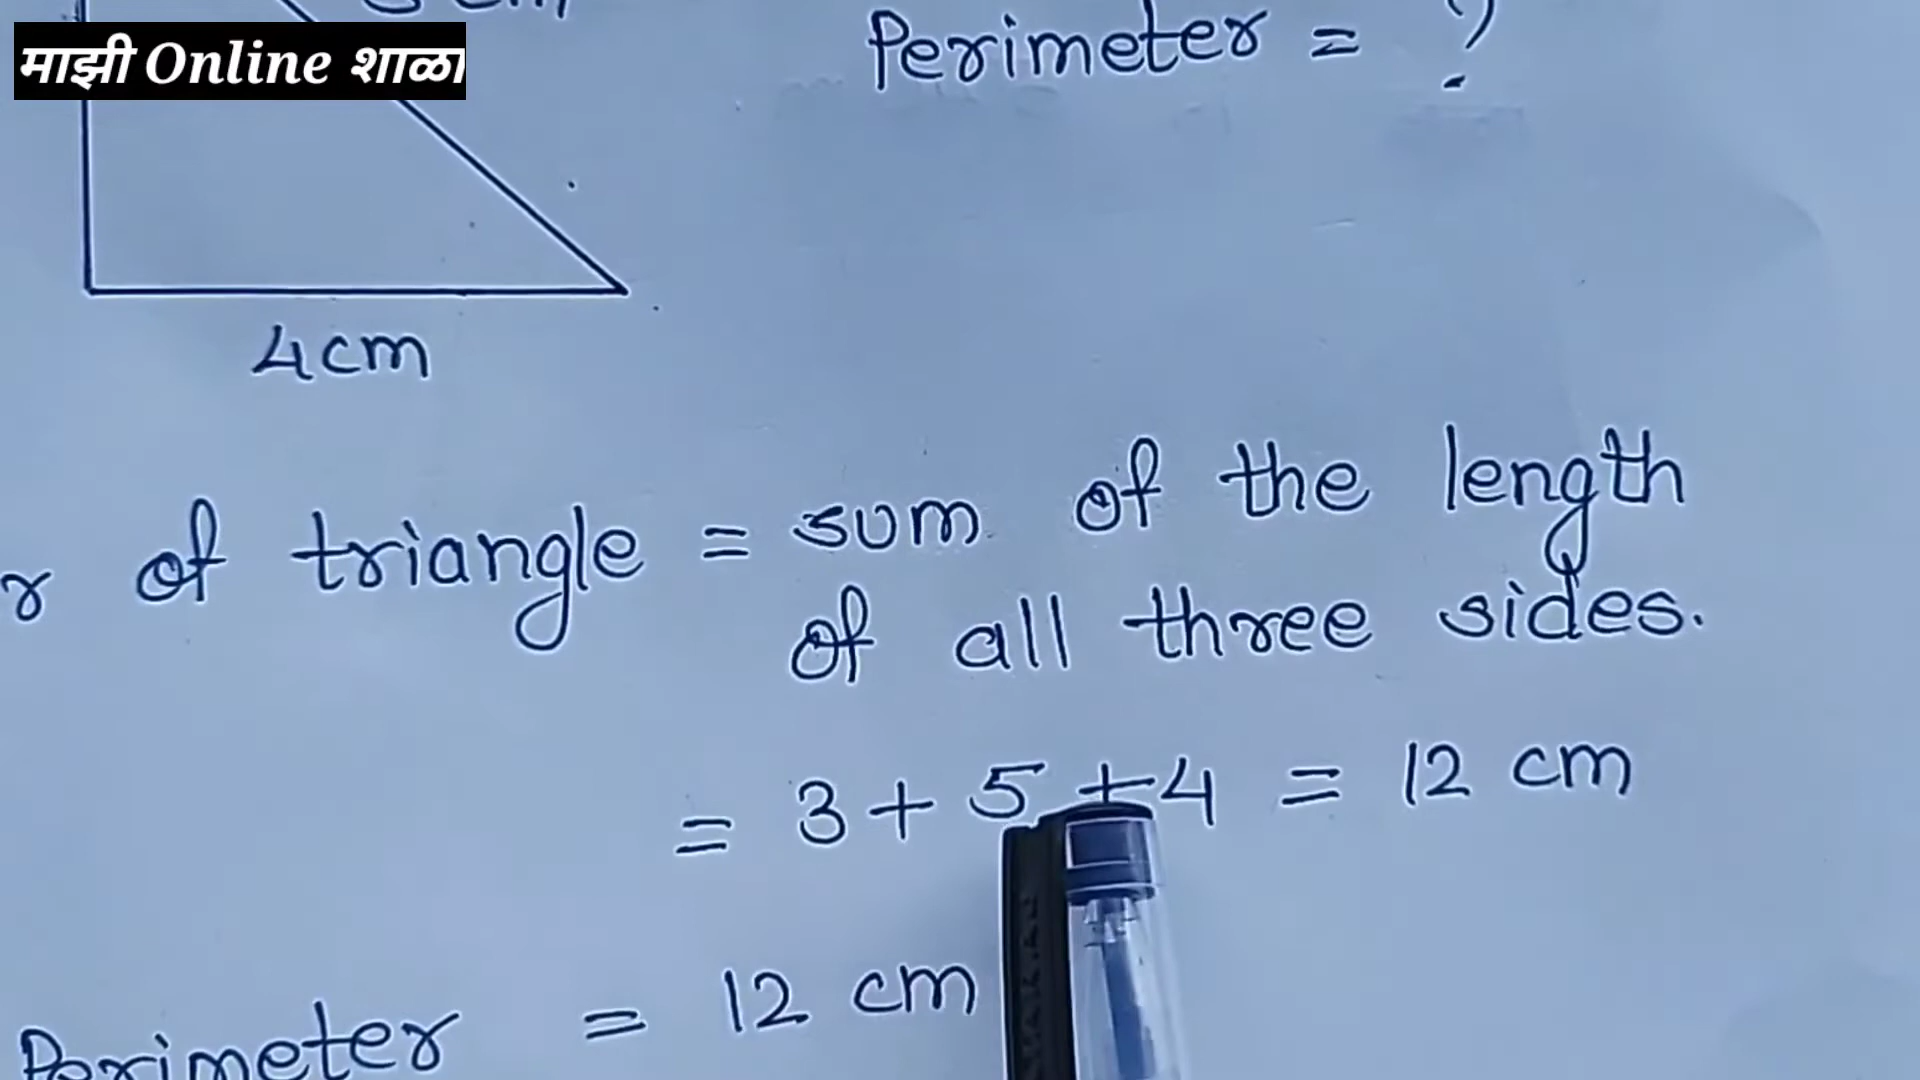 माझी Online शाळा
cm
Perimeter = ?
4cm
r of triangle = sum of the length
of all three sides.
= 3 + 5 + 4 = 12 cm
Perimeter = 12 cm